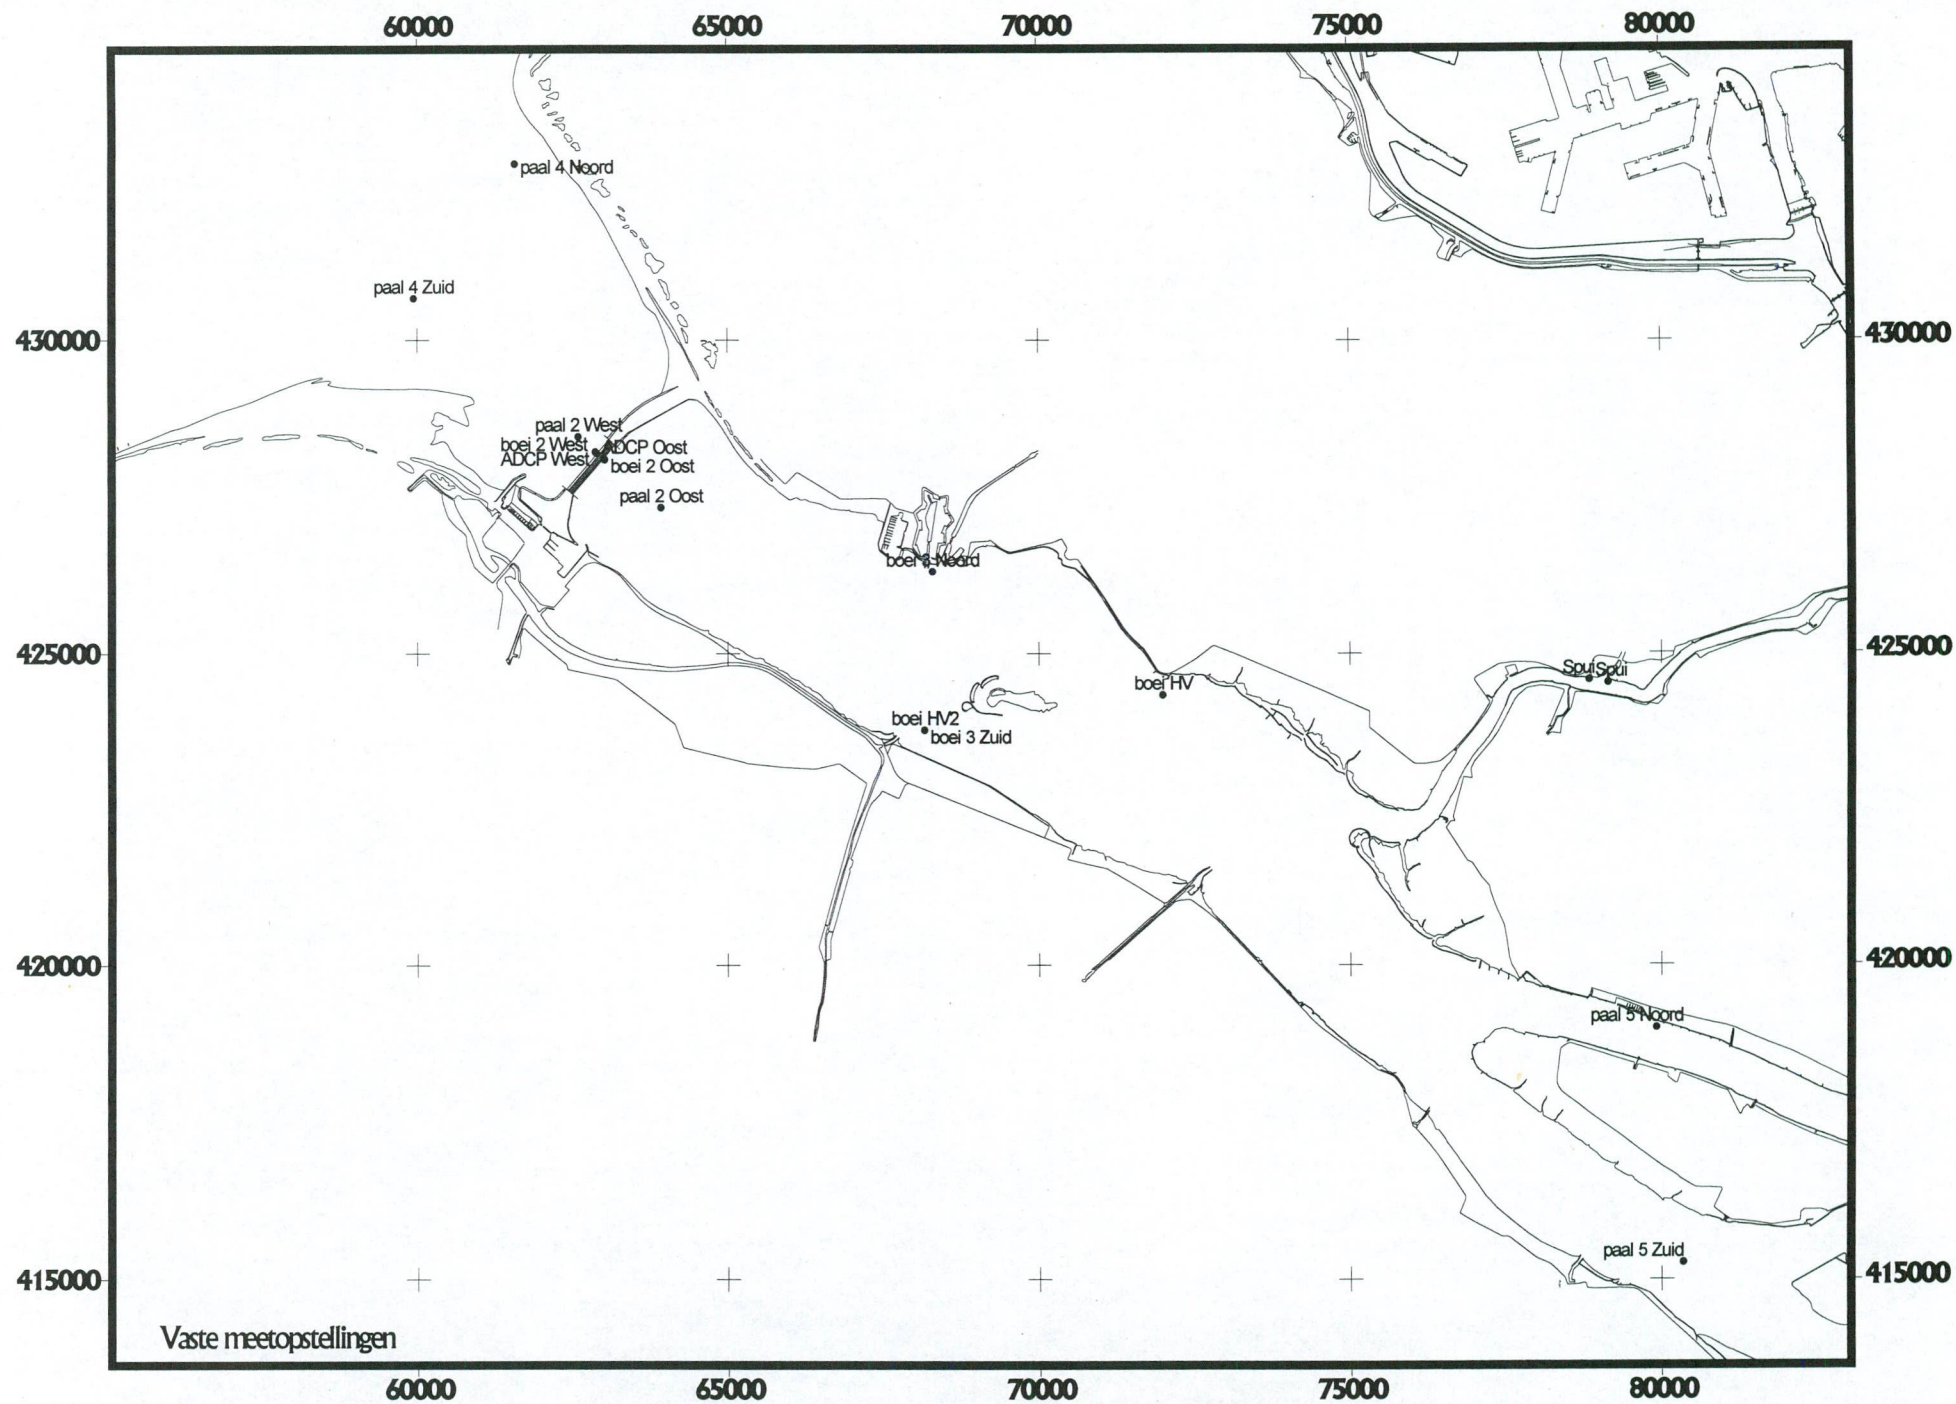 60000 65000 70000 75000 80000
paal 4 Noord
paal 4 Zuid
430000 430000
paal 2 West
boei 2 West ADCP Oost
ADCP West boei 2 Oost
paal 2 Oost
boei 3 Noord
425000 425000
Spui Spui
boei HV
boei HV2
boei 3 Zuid
420000 420000
paal 5 Noord
paal 5 Zuid
415000 415000
Vaste meetopstellingen
60000 65000 70000 75000 80000